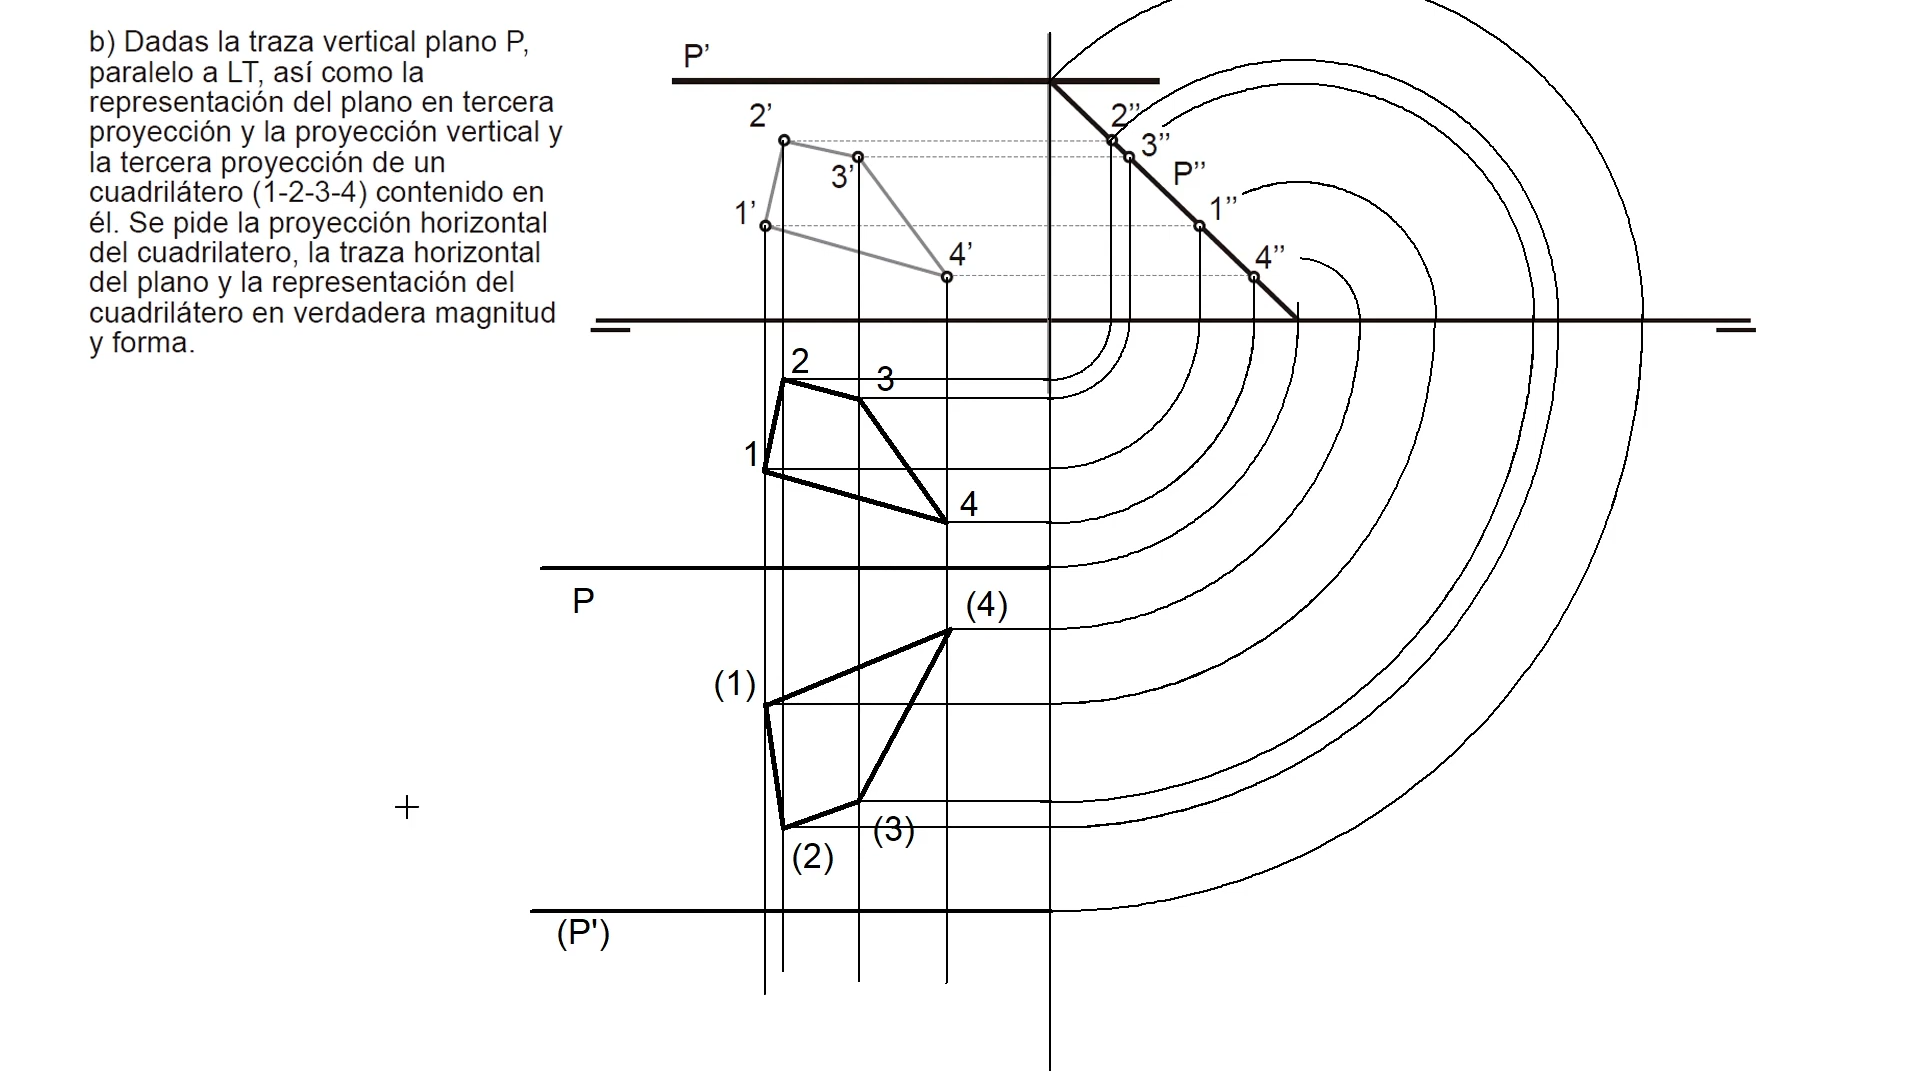 b) Dadas la traza vertical plano P,
paralelo a LT, así como la
representación del plano en tercera
proyección y la proyección vertical y
la tercera proyección de un
cuadrilátero (1-2-3-4) contenido en
él. Se pide la proyección horizontal
del cuadrilatero, la traza horizontal
del plano y la representación del
cuadrilátero en verdadera magnitud
y forma.
P’
2’
2’’
3’’
3’
P’’
1’
1’’
4’
4’’
2
3
1
4
P
(4)
(1)
(3)
(2)
(P')